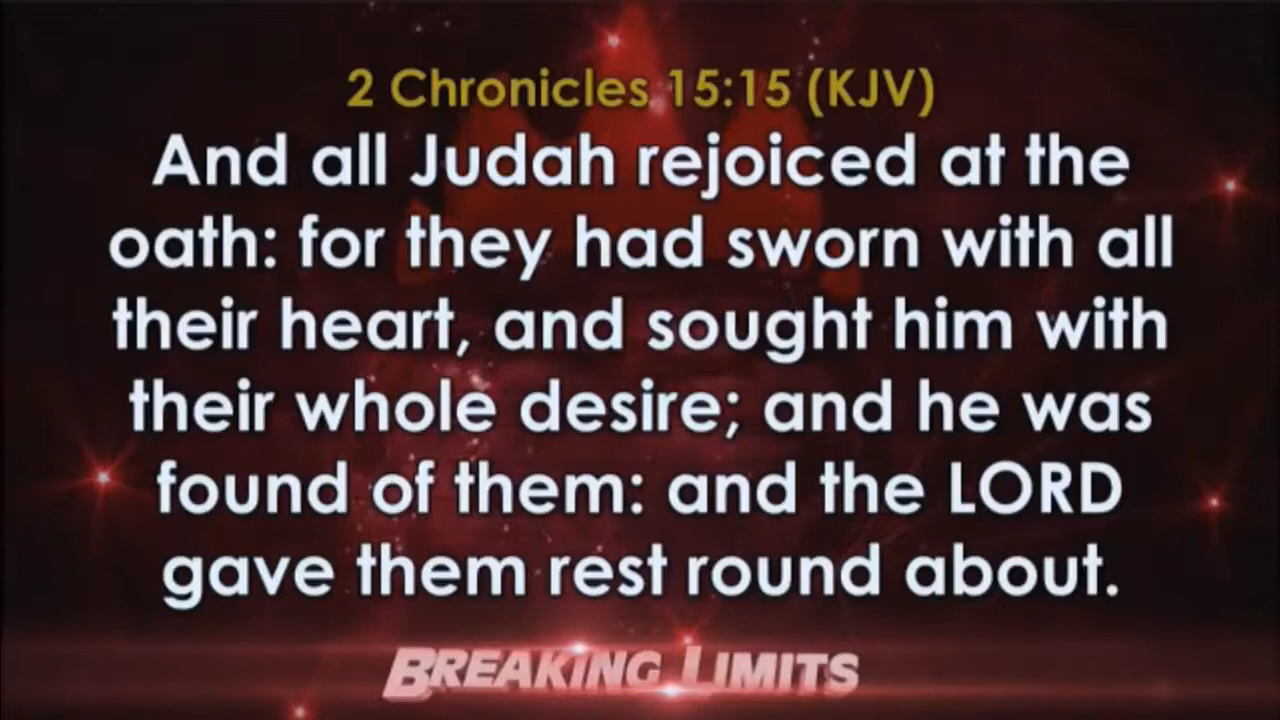 2 Chronicles 15:15 (KJV)
And all Judah rejoiced at the
oath: for they had sworn with all
their heart, and sought him with
their whole desire; and he was
found of them: and the LORD
gave them rest round about.
BREAKING LIMITS